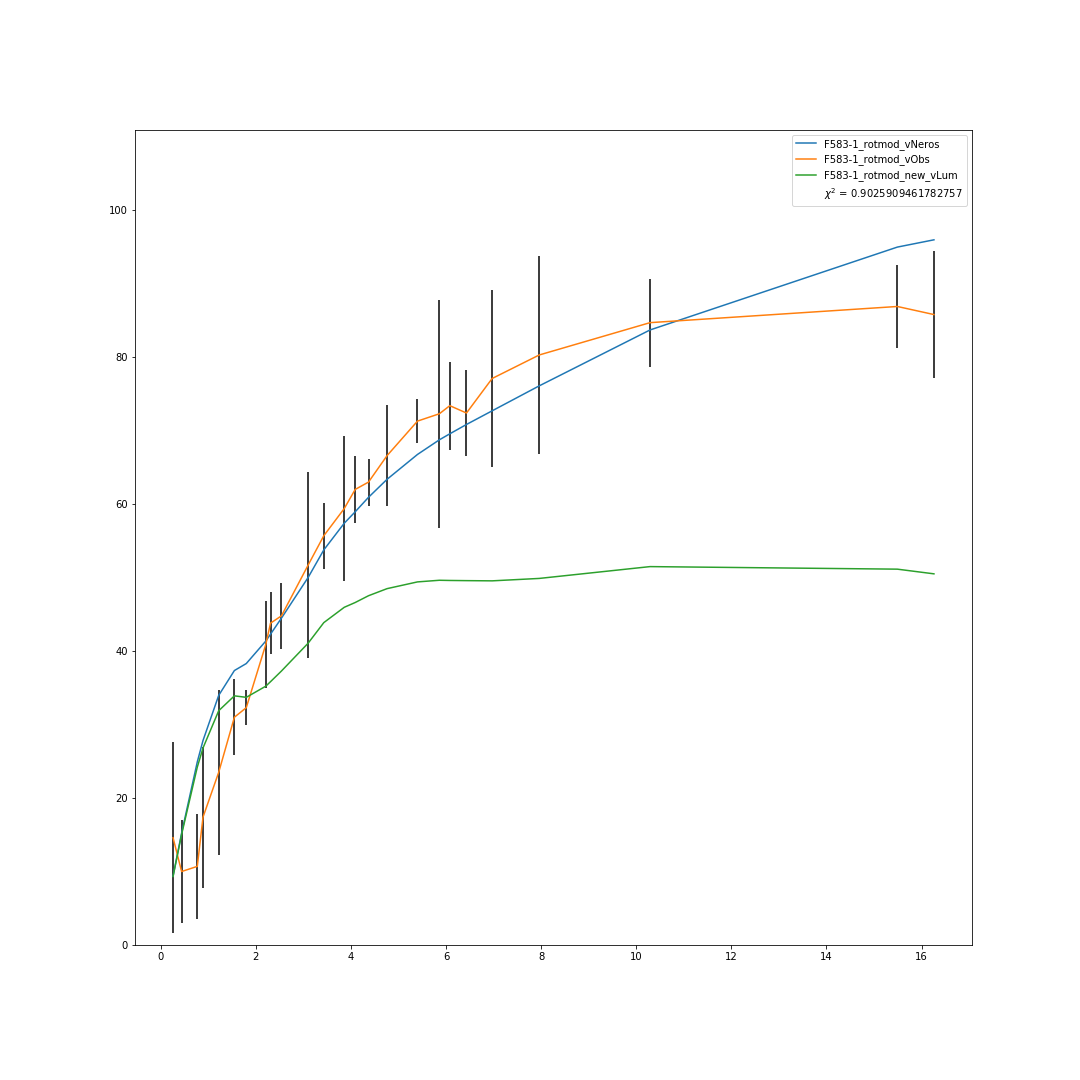 F583-1_rotmod_vNeros
F583-1_rotmod_vObs
F583-1_rotmod_new_vLum
χ² = 0.9025909461782757
100
80
60
40
20
0
0 2 4 6 8 10 12 14 16